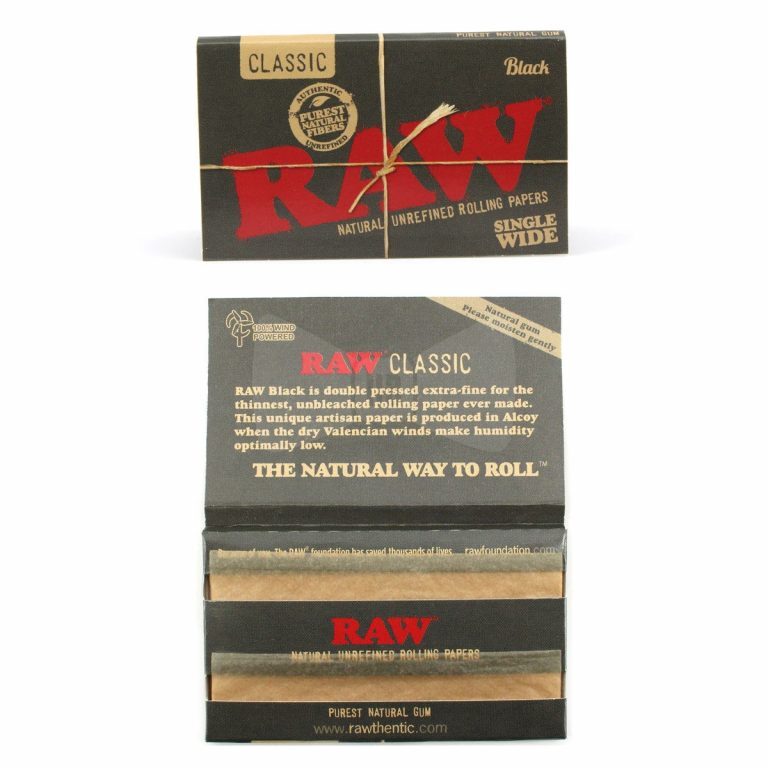 PUREST NATURAL GUM
CLASSIC
Black
AUTHENTIC
PUREST
NATURAL
FIBERS
UNREFINED
RAW®
NATURAL UNREFINED ROLLING PAPERS
SINGLE
WIDE
100% WIND
POWERED
Natural gum
Please moisten gently
RAW CLASSIC
RAW Black is double pressed extra-fine for the
thinnest, unbleached rolling paper ever made.
This unique artisan paper is produced in Alcoy
when the dry Valencian winds make humidity
optimally low.
THE NATURAL WAY TO ROLL™
The RAW® foundation has saved thousands of lives rawfoundation.com
RAW
NATURAL UNREFINED ROLLING PAPERS
PUREST NATURAL GUM
www.rawthentic.com